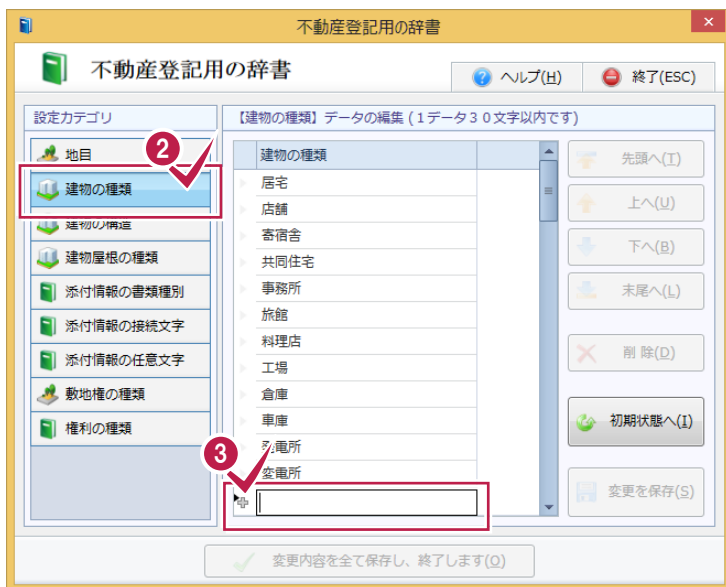 不動産登記用の辞書
×
不動産登記用の辞書
ヘルプ(H)
終了(ESC)
設定カテゴリ
地目
建物の種類
建物の構造
建物屋根の種類
添付情報の書類種別
添付情報の接続文字
添付情報の任意文字
敷地権の種類
権利の種類
2
【建物の種類】データの編集 (１データ３０文字以内です)
建物の種類
居宅
店舗
寄宿舎
共同住宅
事務所
旅館
料理店
工場
倉庫
車庫
発電所
変電所
3
先頭へ(T)
上へ(U)
下へ(B)
末尾へ(L)
削除(D)
初期状態へ(I)
変更を保存(S)
変更内容を全て保存し、終了します(O)